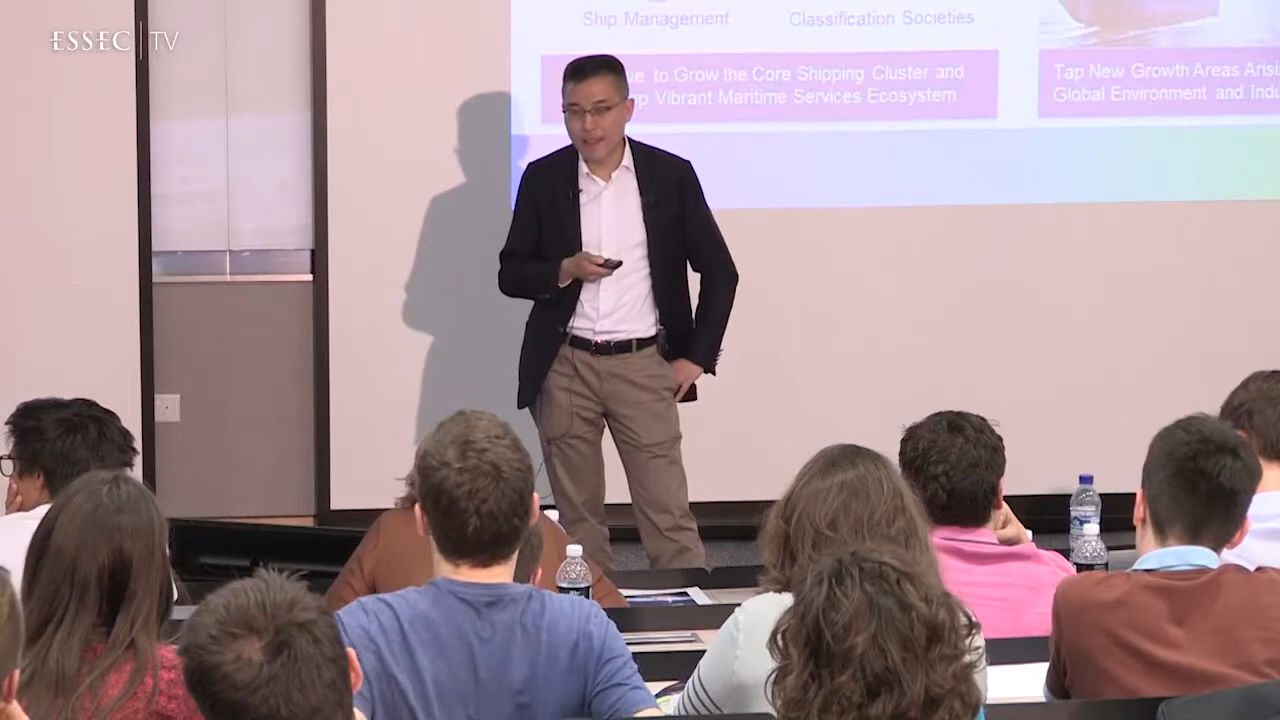 ESSEC TV
Ship Management
Classification Societies
to Grow the Core Shipping Cluster and
Vibrant Maritime Services Ecosystem
Tap New Growth Areas
Global Environment and